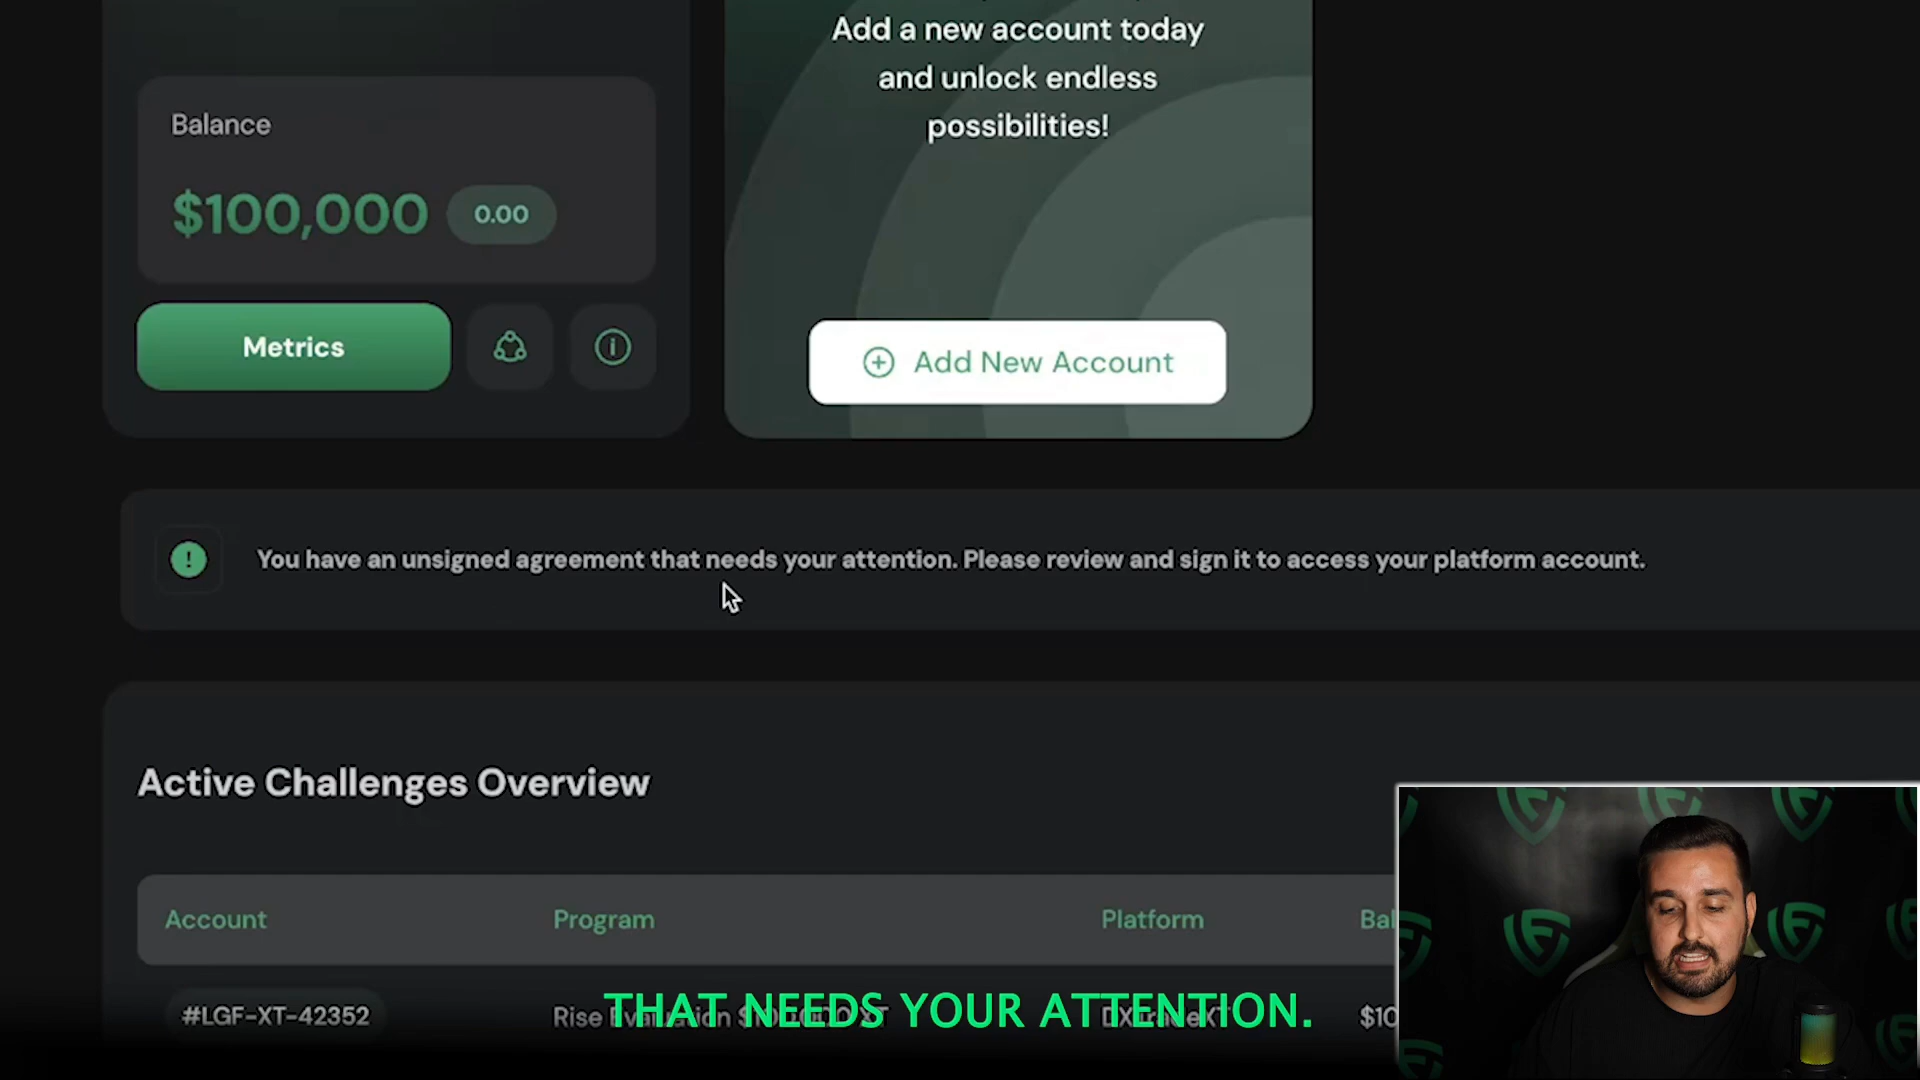 Add a new account today
and unlock endless
possibilities!
Balance
$100,000
0.00
Metrics
Add New Account
You have an unsigned agreement that needs your attention. Please review and sign it to access your platform account.
Active Challenges Overview
Account Program Platform
#LGF-XT-42352 Rise
THAT NEEDS YOUR ATTENTION.